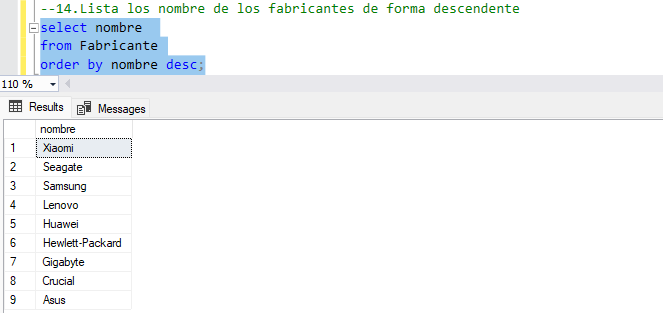 --14.Lista los nombre de los fabricantes de forma descendente
select nombre
from Fabricante
order by nombre desc;
110 %
Results Messages
nombre
1 Xiaomi
2 Seagate
3 Samsung
4 Lenovo
5 Huawei
6 Hewlett-Packard
7 Gigabyte
8 Crucial
9 Asus